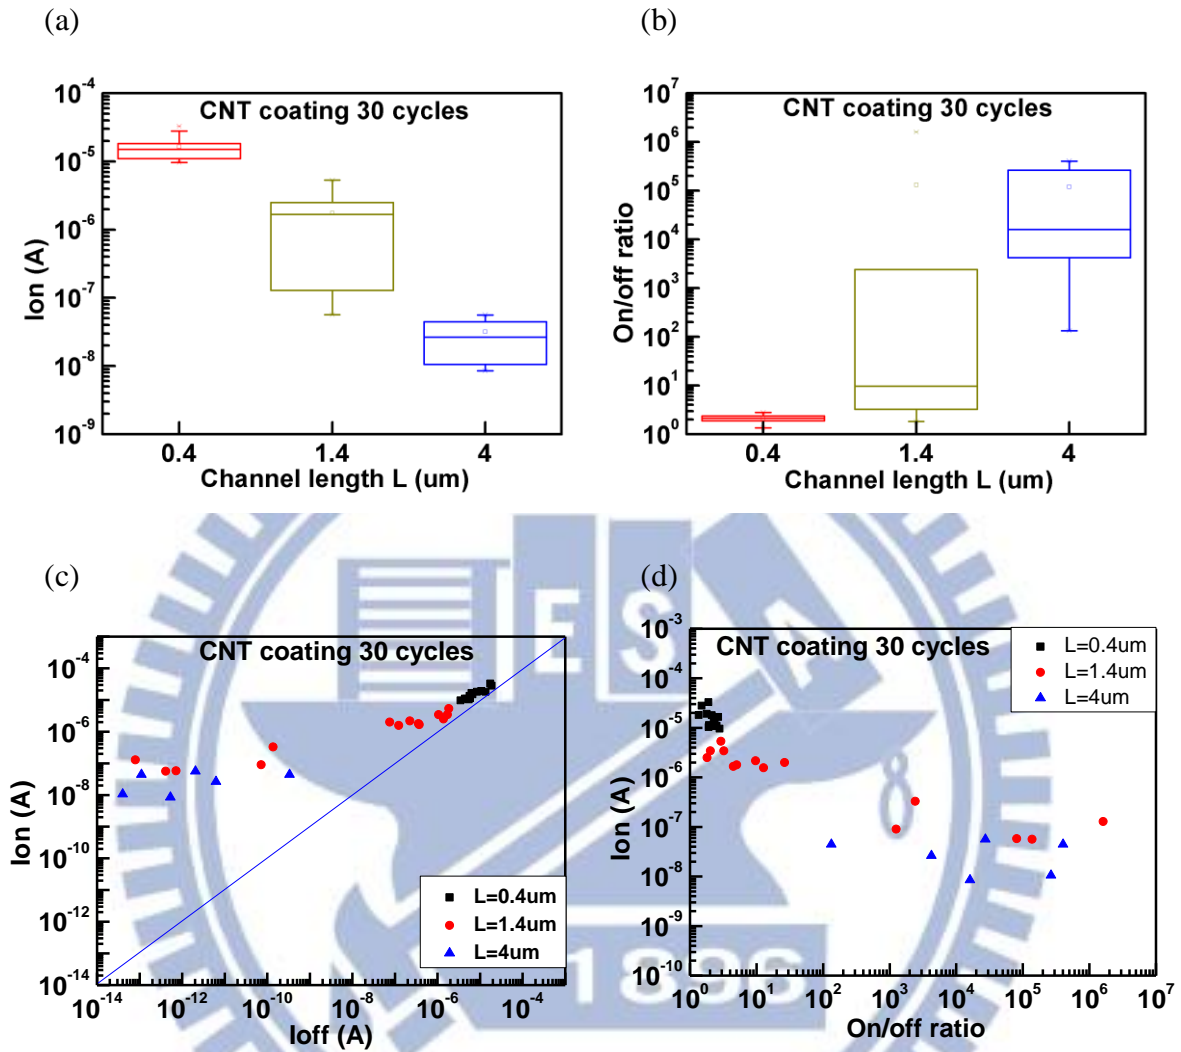 (a)
CNT coating 30 cycles
10^-4
10^-5
10^-6
10^-7
10^-8
10^-9
Ion (A)
0.4 1.4 4
Channel length L (um)
(b)
CNT coating 30 cycles
10^7
10^6
10^5
10^4
10^3
10^2
10^1
10^0
On/off ratio
0.4 1.4 4
Channel length L (um)
(c)
CNT coating 30 cycles
10^-4
10^-6
10^-8
10^-10
10^-12
10^-14
Ion (A)
L=0.4um
L=1.4um
L=4um
10^-14 10^-12 10^-10 10^-8 10^-6 10^-4
Ioff (A)
(d)
CNT coating 30 cycles
L=0.4um
L=1.4um
L=4um
10^-3
10^-4
10^-5
10^-6
10^-7
10^-8
10^-9
10^-10
Ion (A)
10^0 10^1 10^2 10^3 10^4 10^5 10^6 10^7
On/off ratio
E S A
1896